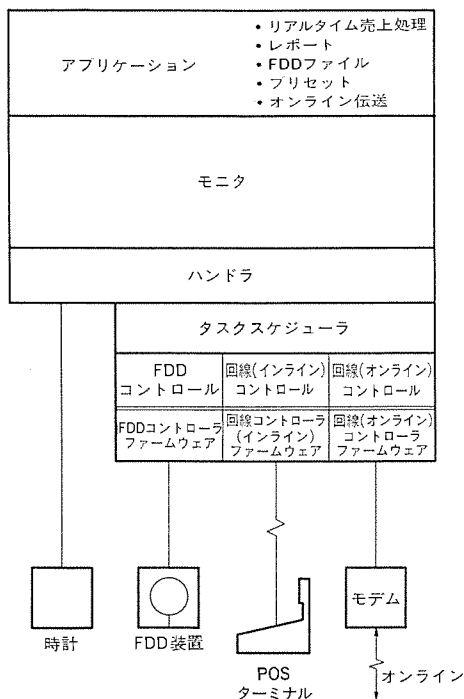 アプリケーション
・リアルタイム売上処理
・レポート
・FDDファイル
・プリセット
・オンライン伝送
モニタ
ハンドラ
タスクスケジューラ
FDD
コントロール
回線(インライン)
コントロール
回線(オンライン)
コントロール
FDDコントローラ
ファームウェア
回線コントローラ
(インライン)
ファームウェア
回線(オンライン)
コントローラ
ファームウェア
時計
FDD装置
POS
ターミナル
モデム
オンライン